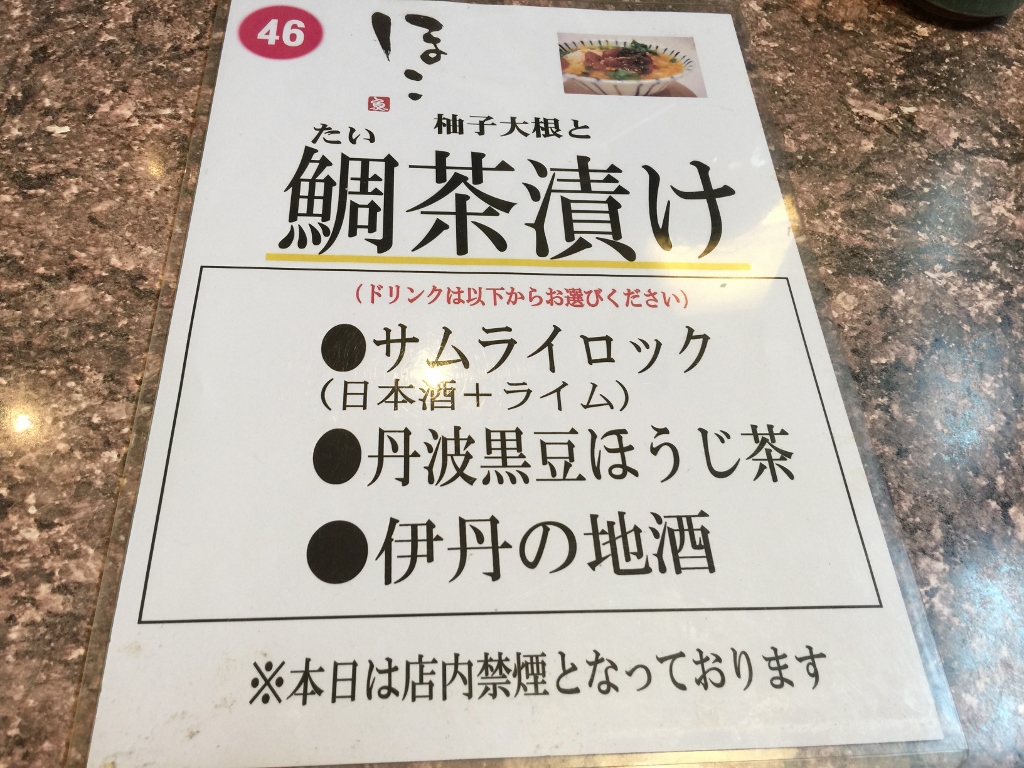 46
ほこ
柚子大根と
たい
鯛茶漬け
（ドリンクは以下からお選びください）
●サムライロック
（日本酒＋ライム）
●丹波黒豆ほうじ茶
●伊丹の地酒
※本日は店内禁煙となっております